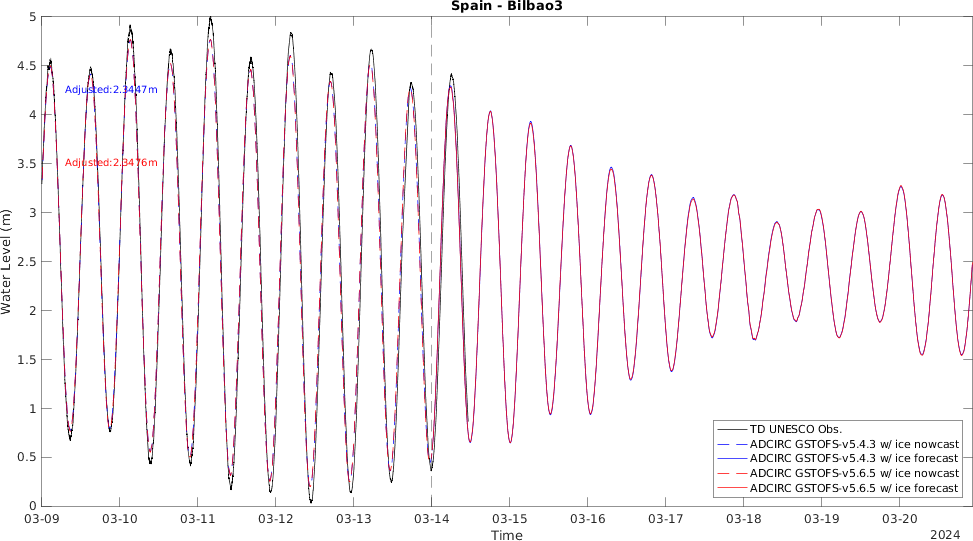 Spain - Bilbao3
5
4.5
4
3.5
3
2.5
2
1.5
1
0.5
0
Water Level (m)
Adjusted:2.3447m
Adjusted:2.3476m
TD UNESCO Obs.
ADCIRC GSTOFS-v5.4.3 w/ ice nowcast
ADCIRC GSTOFS-v5.4.3 w/ ice forecast
ADCIRC GSTOFS-v5.6.5 w/ ice nowcast
ADCIRC GSTOFS-v5.6.5 w/ ice forecast
03-09 03-10 03-11 03-12 03-13 03-14 03-15 03-16 03-17 03-18 03-19 03-20
Time
2024